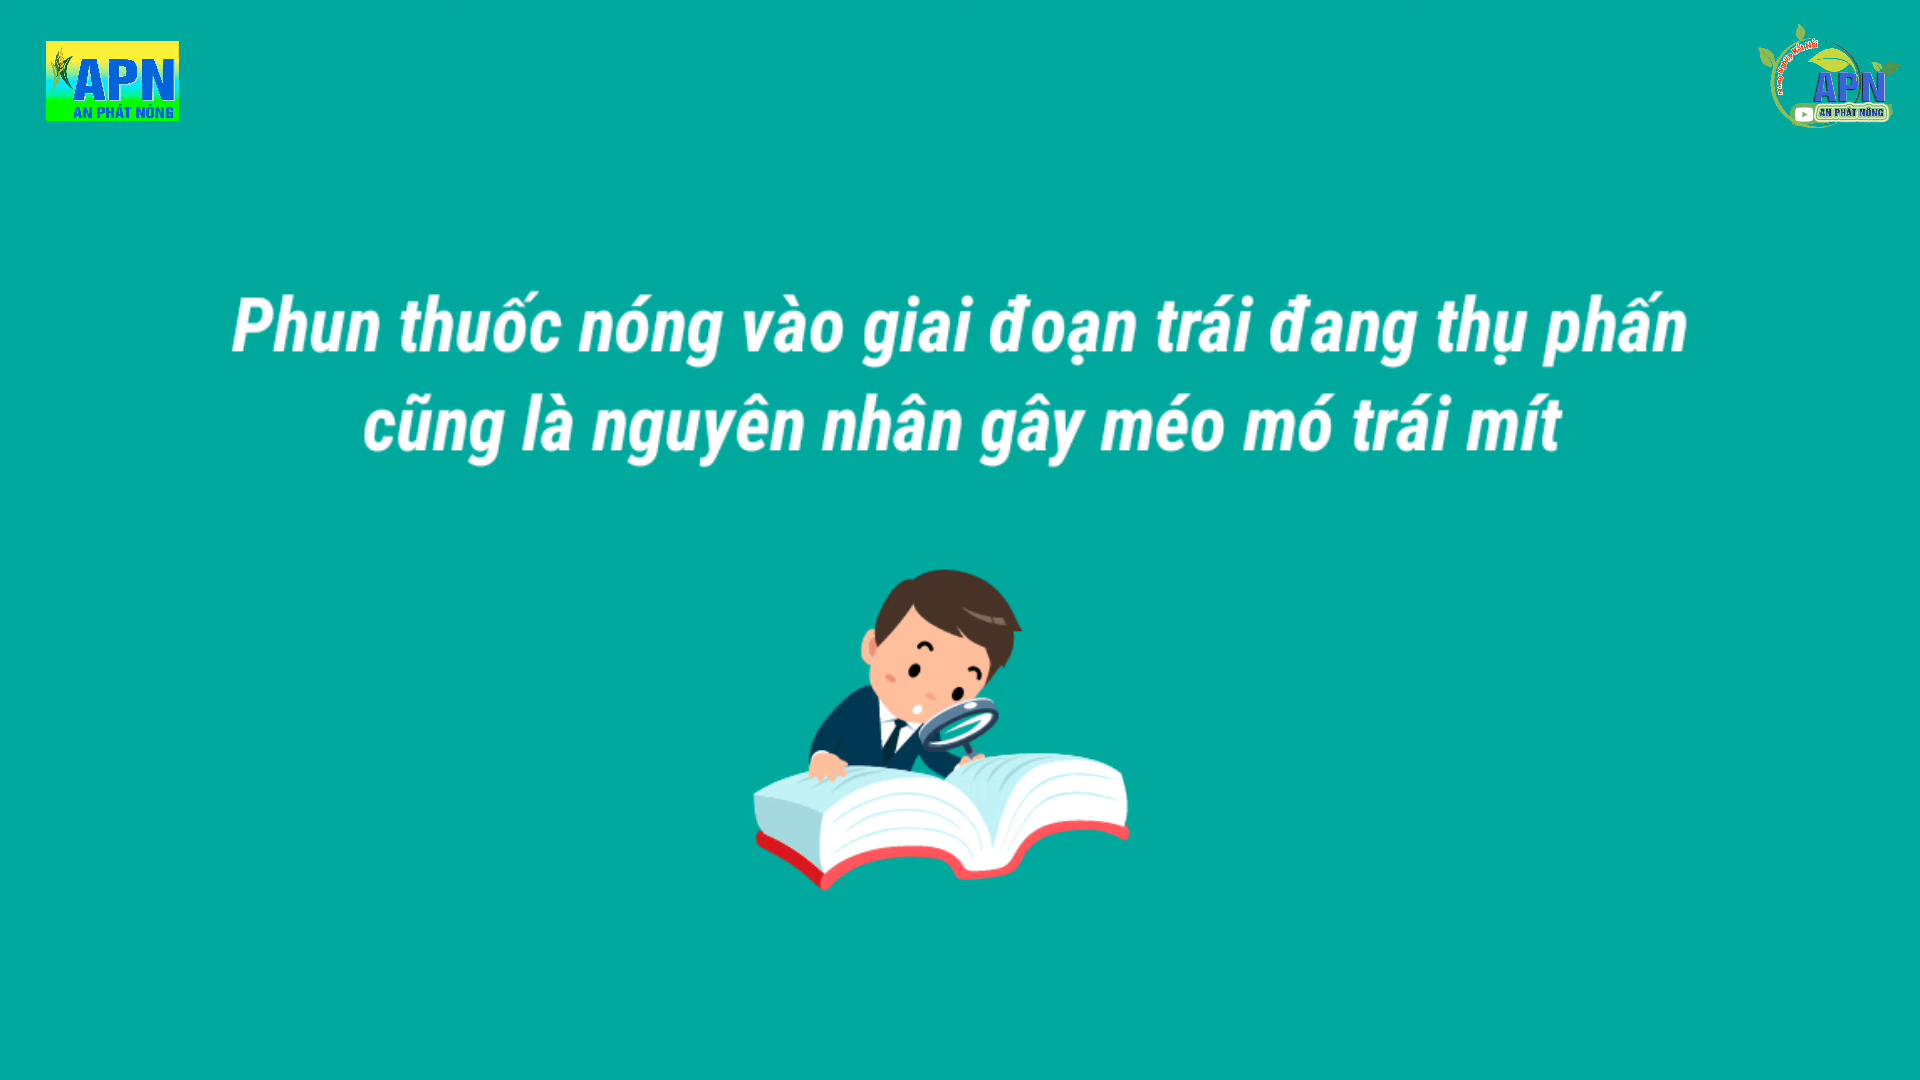 APN
AN PHÁT NÔNG
APN
AN PHÁT NÔNG
Phun thuốc nóng vào giai đoạn trái đang thụ phấn
cũng là nguyên nhân gây méo mó trái mít